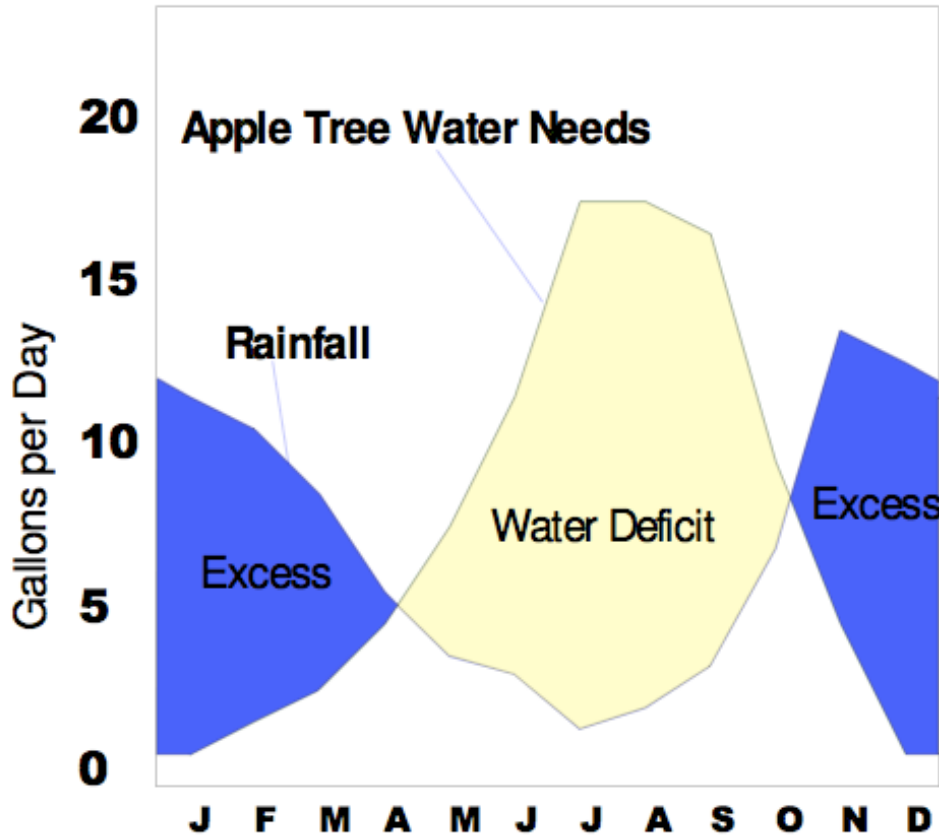 20
Apple Tree Water Needs
15
Rainfall
10
Excess
Water Deficit
Excess
5
0
Gallons per Day
J F M A M J J A S O N D